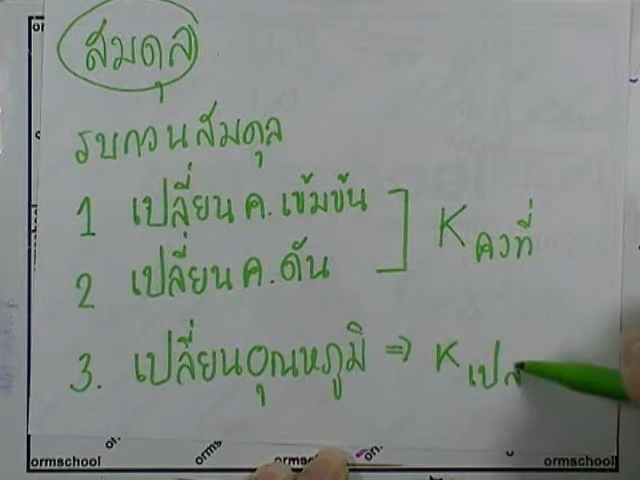 สมดุล
รบกวนสมดุล
1 เปลี่ยน ค.เข้มข้น
2 เปลี่ยน ค.ดัน
K คงที่
3. เปลี่ยนอุณหภูมิ ⇒ K เปล
ormschool
orms
ormschool